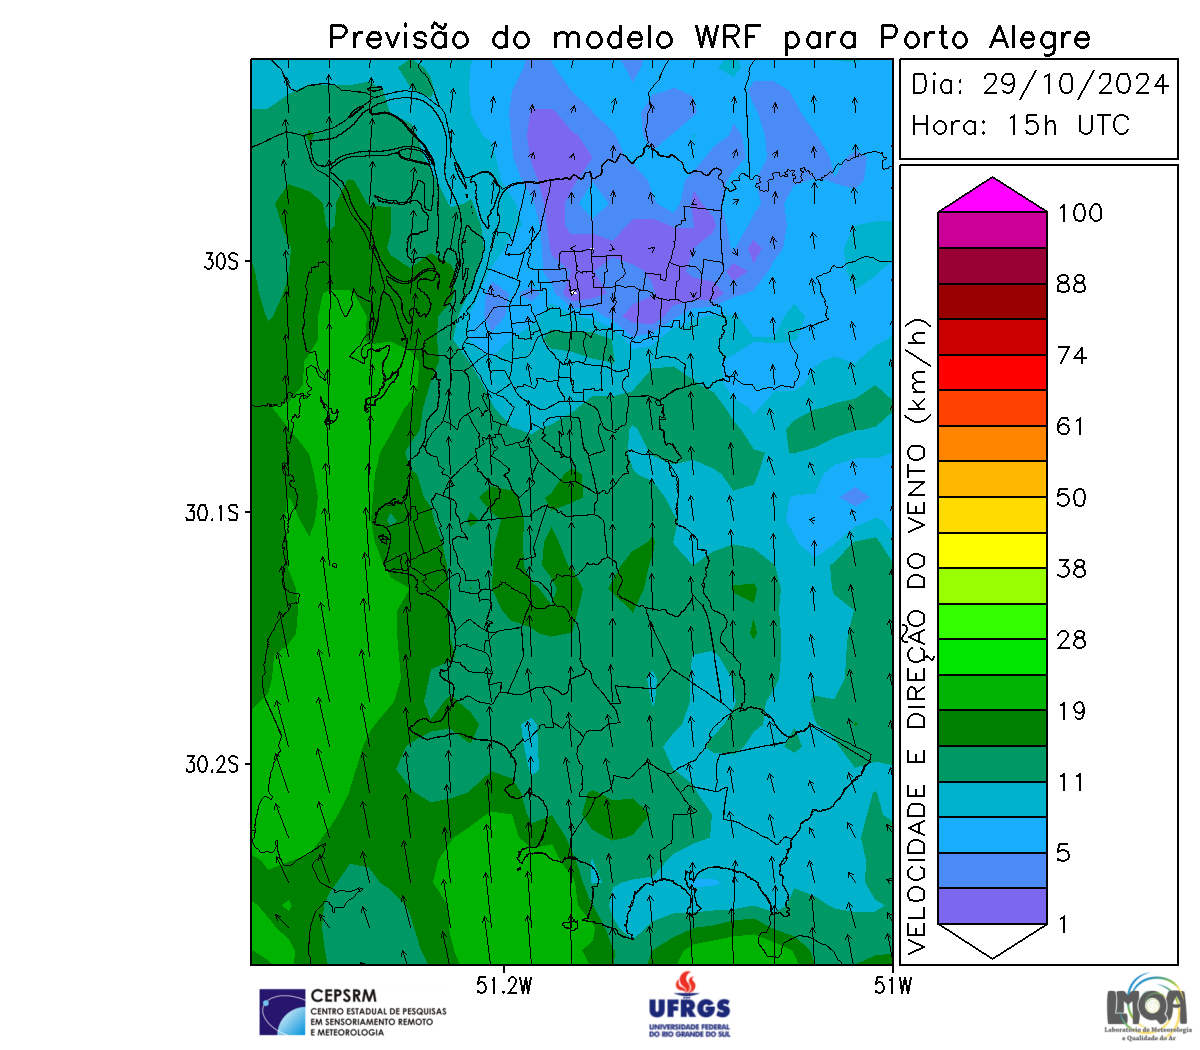 Previsão do modelo WRF para Porto Alegre
Dia: 29/10/2024
Hora: 15h UTC
100
88
74
61
50
38
28
19
11
5
1
VELOCIDADE E DIREÇÃO DO VENTO (km/h)
30S
30.1S
30.2S
51.2W
51W
CEPSRM
CENTRO ESTADUAL DE PESQUISAS
EM SENSORIAMENTO REMOTO
E METEOROLOGIA
UFRGS
UNIVERSIDADE FEDERAL
DO RIO GRANDE DO SUL
LMQA
Laboratório de Meteorologia
e Qualidade do Ar